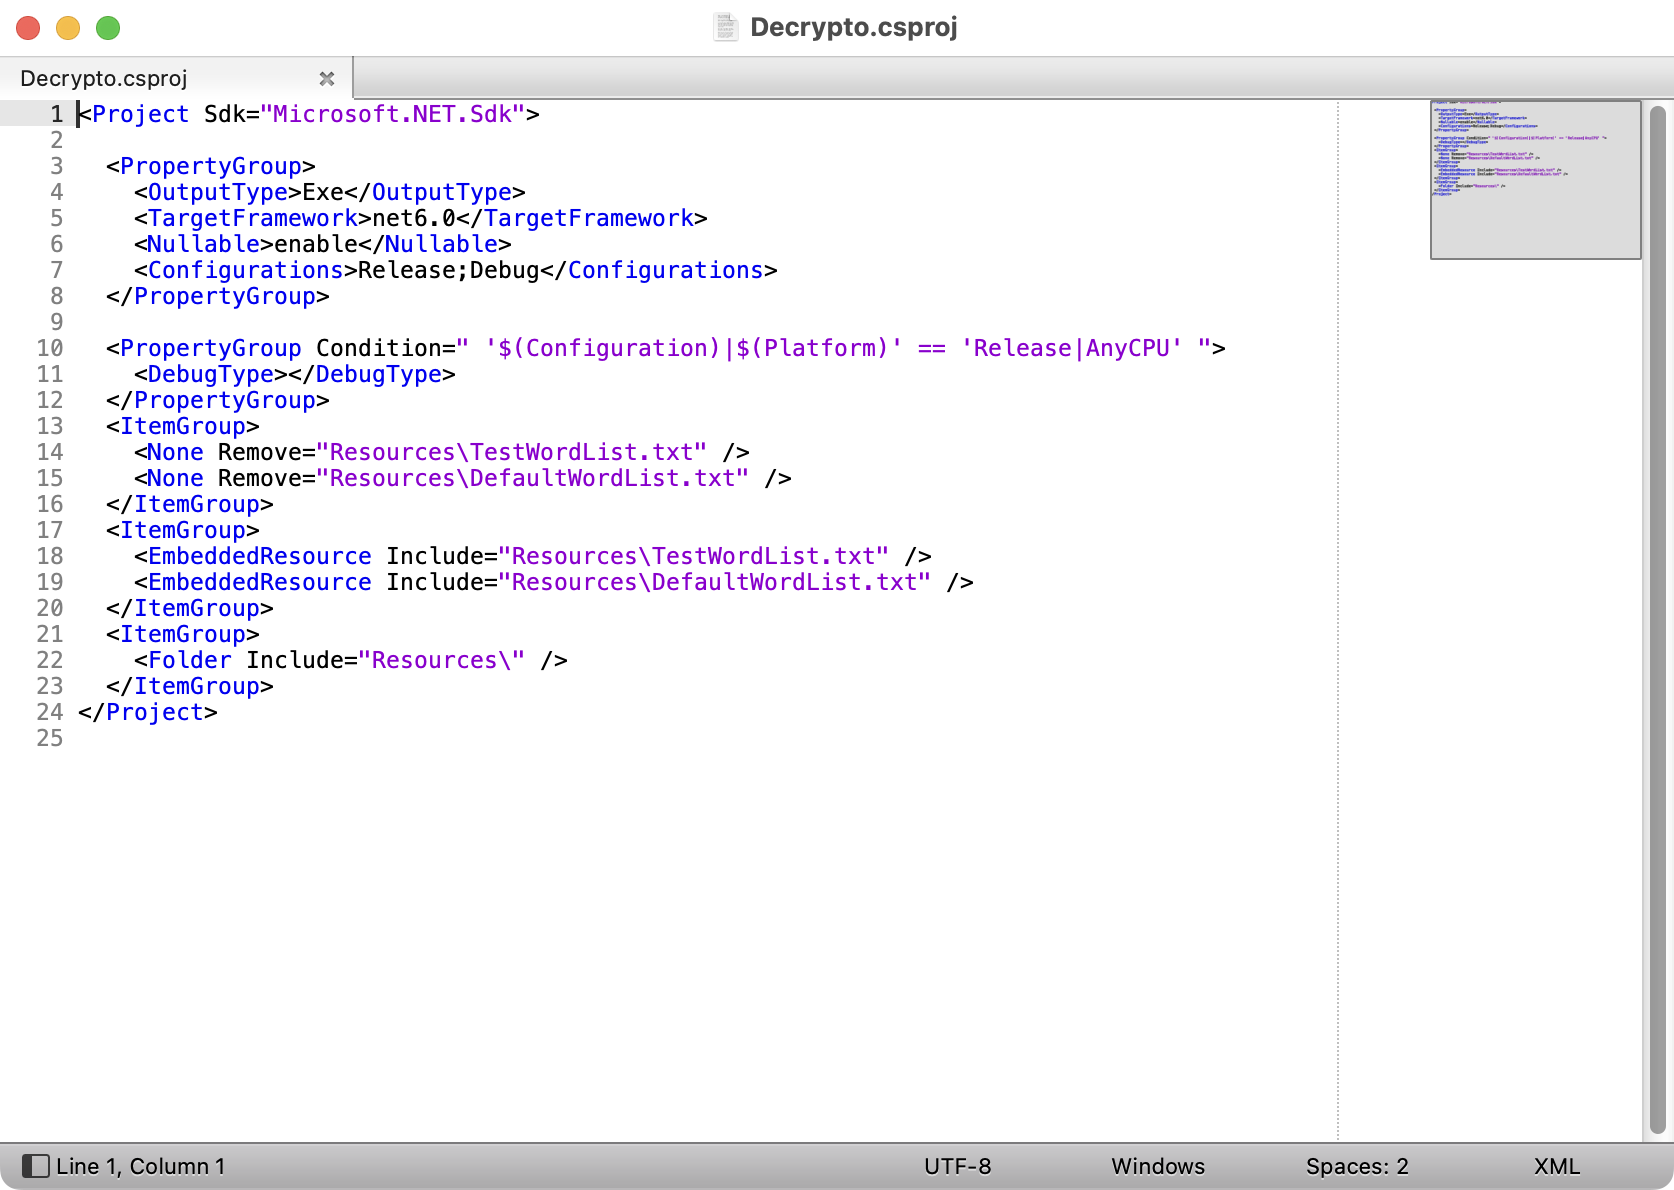 Decrypto.csproj
Decrypto.csproj
1 <Project Sdk="Microsoft.NET.Sdk">
2
3   <PropertyGroup>
4     <OutputType>Exe</OutputType>
5     <TargetFramework>net6.0</TargetFramework>
6     <Nullable>enable</Nullable>
7     <Configurations>Release;Debug</Configurations>
8   </PropertyGroup>
9
10   <PropertyGroup Condition=" '$(Configuration)|$(Platform)' == 'Release|AnyCPU' ">
11     <DebugType></DebugType>
12   </PropertyGroup>
13   <ItemGroup>
14     <None Remove="Resources\TestWordList.txt" />
15     <None Remove="Resources\DefaultWordList.txt" />
16   </ItemGroup>
17   <ItemGroup>
18     <EmbeddedResource Include="Resources\TestWordList.txt" />
19     <EmbeddedResource Include="Resources\DefaultWordList.txt" />
20   </ItemGroup>
21   <ItemGroup>
22     <Folder Include="Resources\" />
23   </ItemGroup>
24 </Project>
25
Line 1, Column 1 UTF-8 Windows Spaces: 2 XML